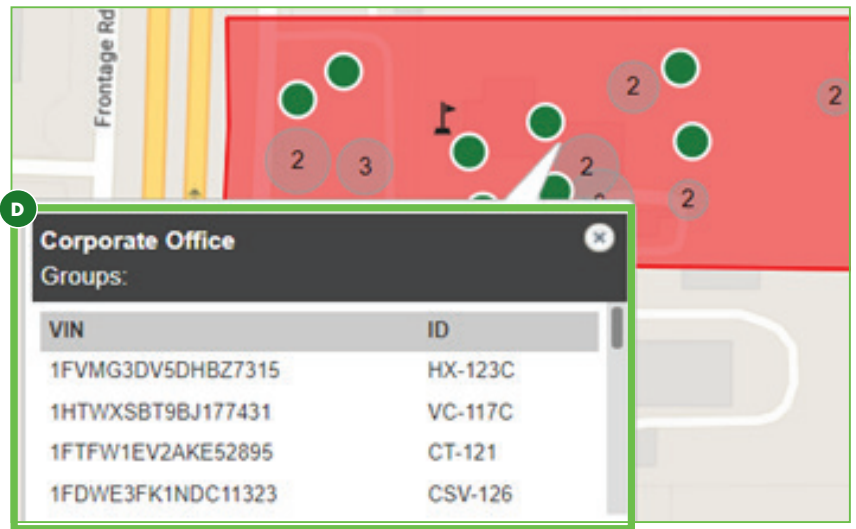 Frontage Rd
2
2
2
3
2
2
D
Corporate Office
Groups:
VIN ID
1FVMG3DV5DHBZ7315 HX-123C
1HTWXSBT9BJ177431 VC-117C
1FTFW1EV2AKE52895 CT-121
1FDWE3FK1NDC11323 CSV-126